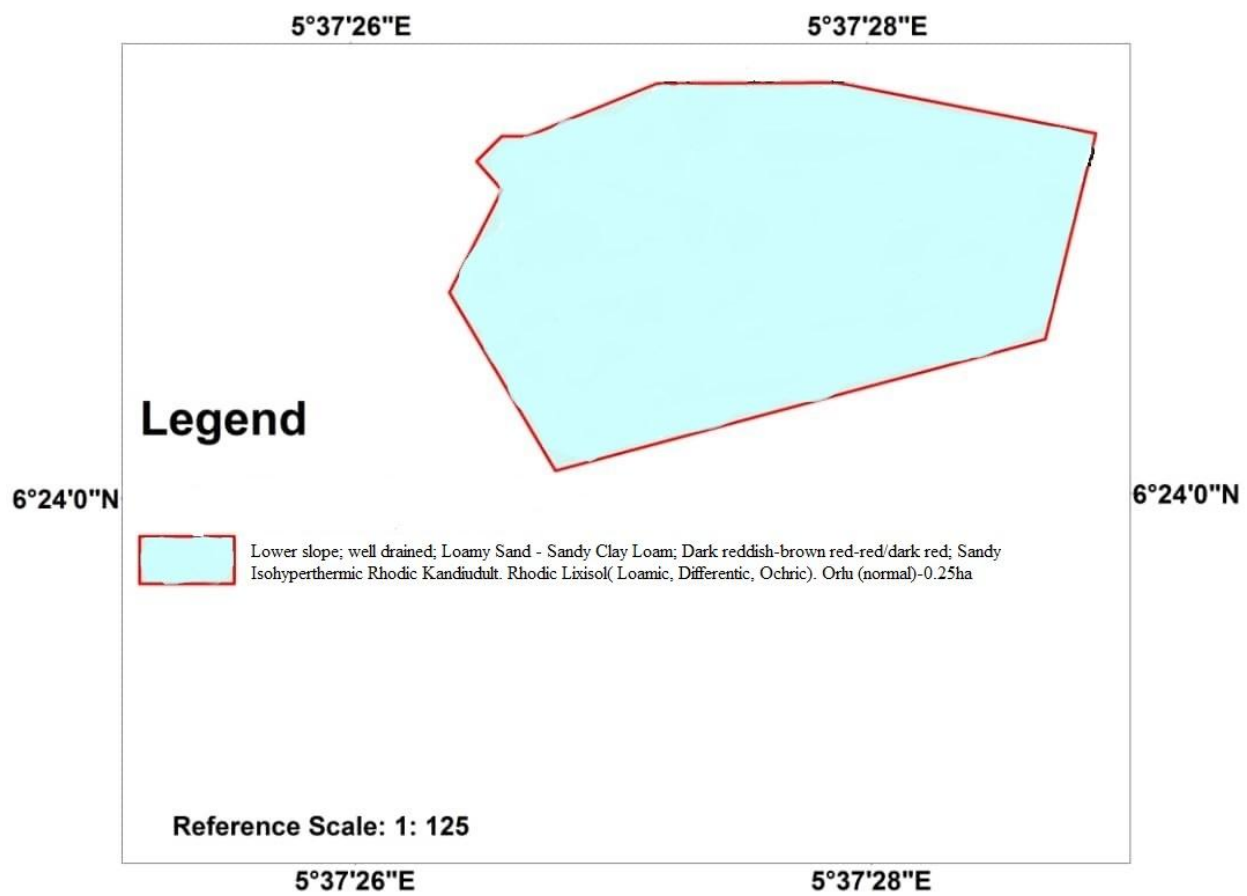 5°37'26"E 5°37'28"E
Legend
6°24'0"N 6°24'0"N
Lower slope; well drained; Loamy Sand - Sandy Clay Loam; Dark reddish-brown red-red/dark red; Sandy
Isohyperthermic Rhodic Kandiudult. Rhodic Lixisol( Loamic, Differentic, Ochric). Orlu (normal)-0.25ha
Reference Scale: 1: 125
5°37'26"E 5°37'28"E